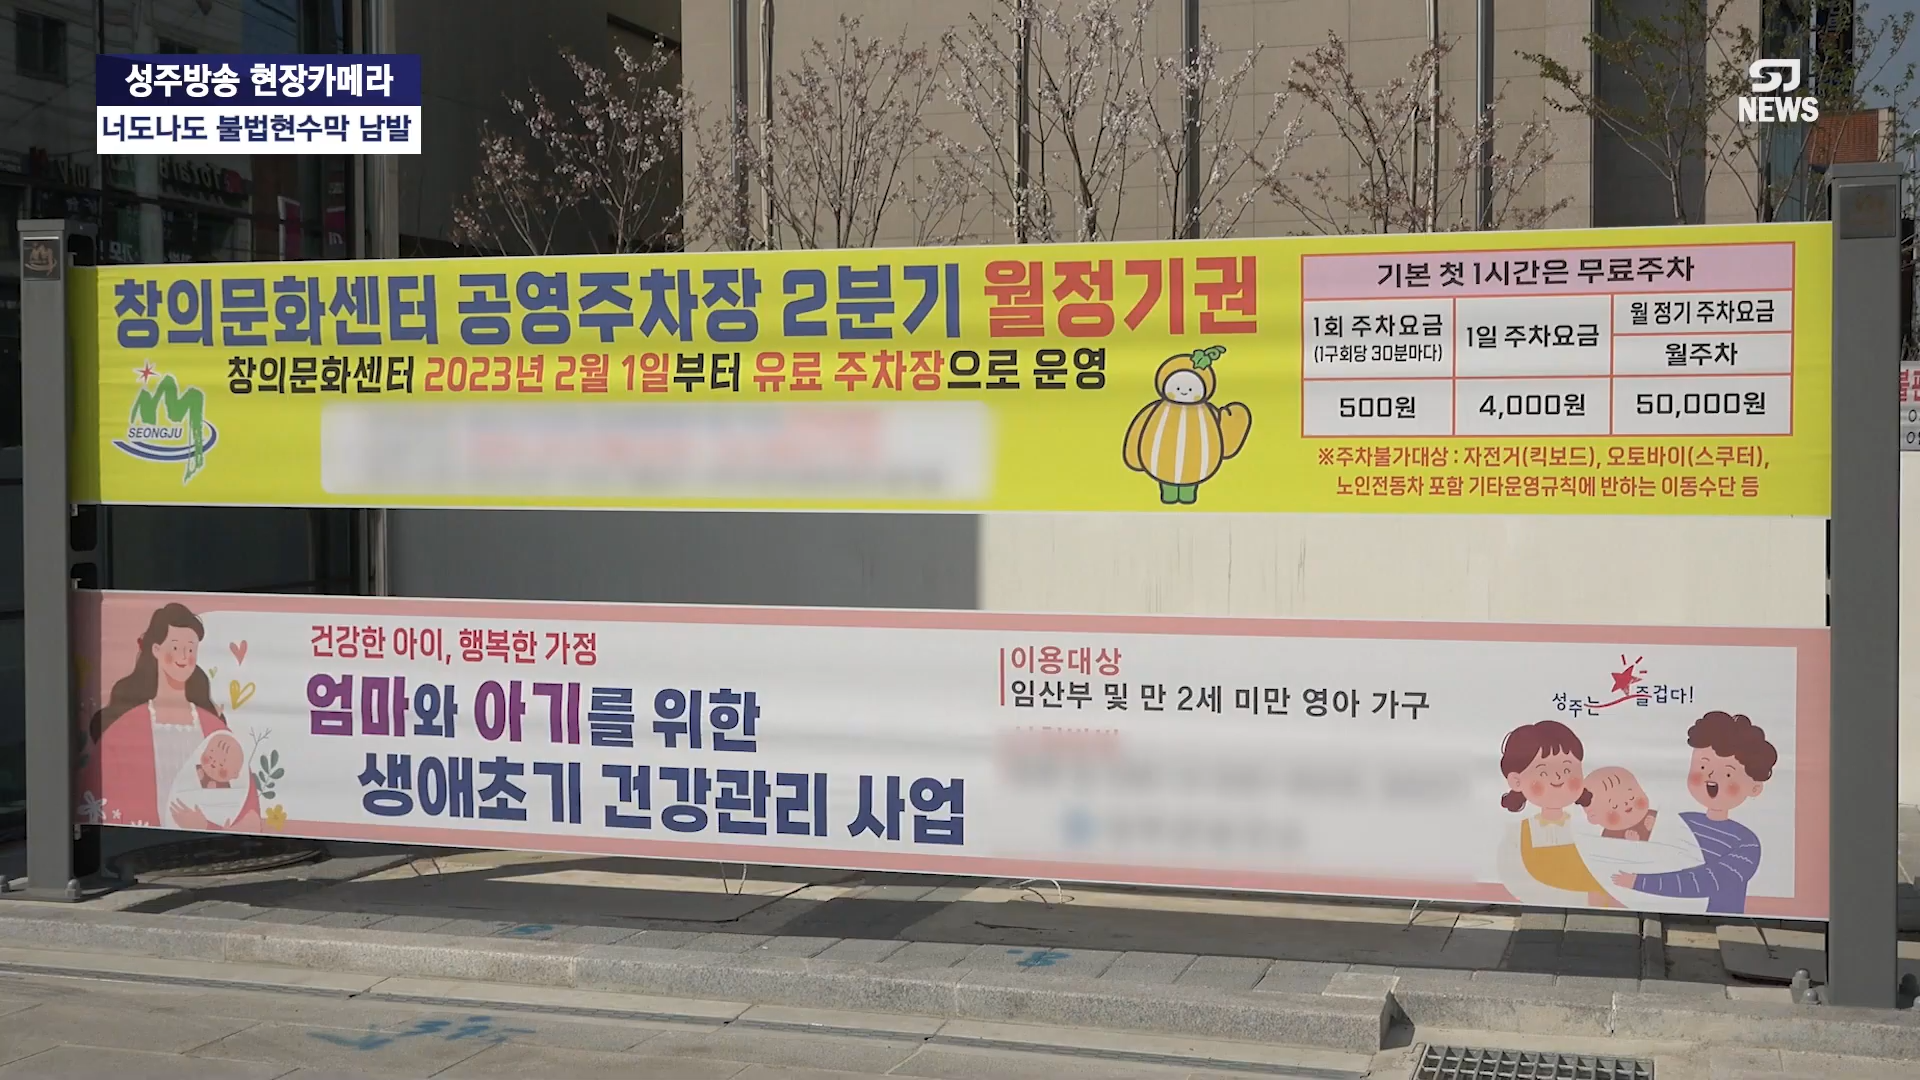 성주방송 현장카메라
너도나도 불법현수막 남발
SJ
NEWS
창의문화센터 공영주차장 2분기 월정기권
창의문화센터 2023년 2월 1일부터 유료 주차장으로 운영
SEONGJU
기본 첫 1시간은 무료주차
1회 주차요금
(1구회당 30분마다)
1일 주차요금
월 정기 주차요금
월주차
500원
4,000원
50,000원
※주차불가대상 : 자전거(킥보드), 오토바이(스쿠터),
노인전동차 포함 기타운영규칙에 반하는 이동수단 등
건강한 아이, 행복한 가정
엄마와 아기를 위한
생애초기 건강관리 사업
이용대상
임산부 및 만 2세 미만 영아 가구
성주는 즐겁다!